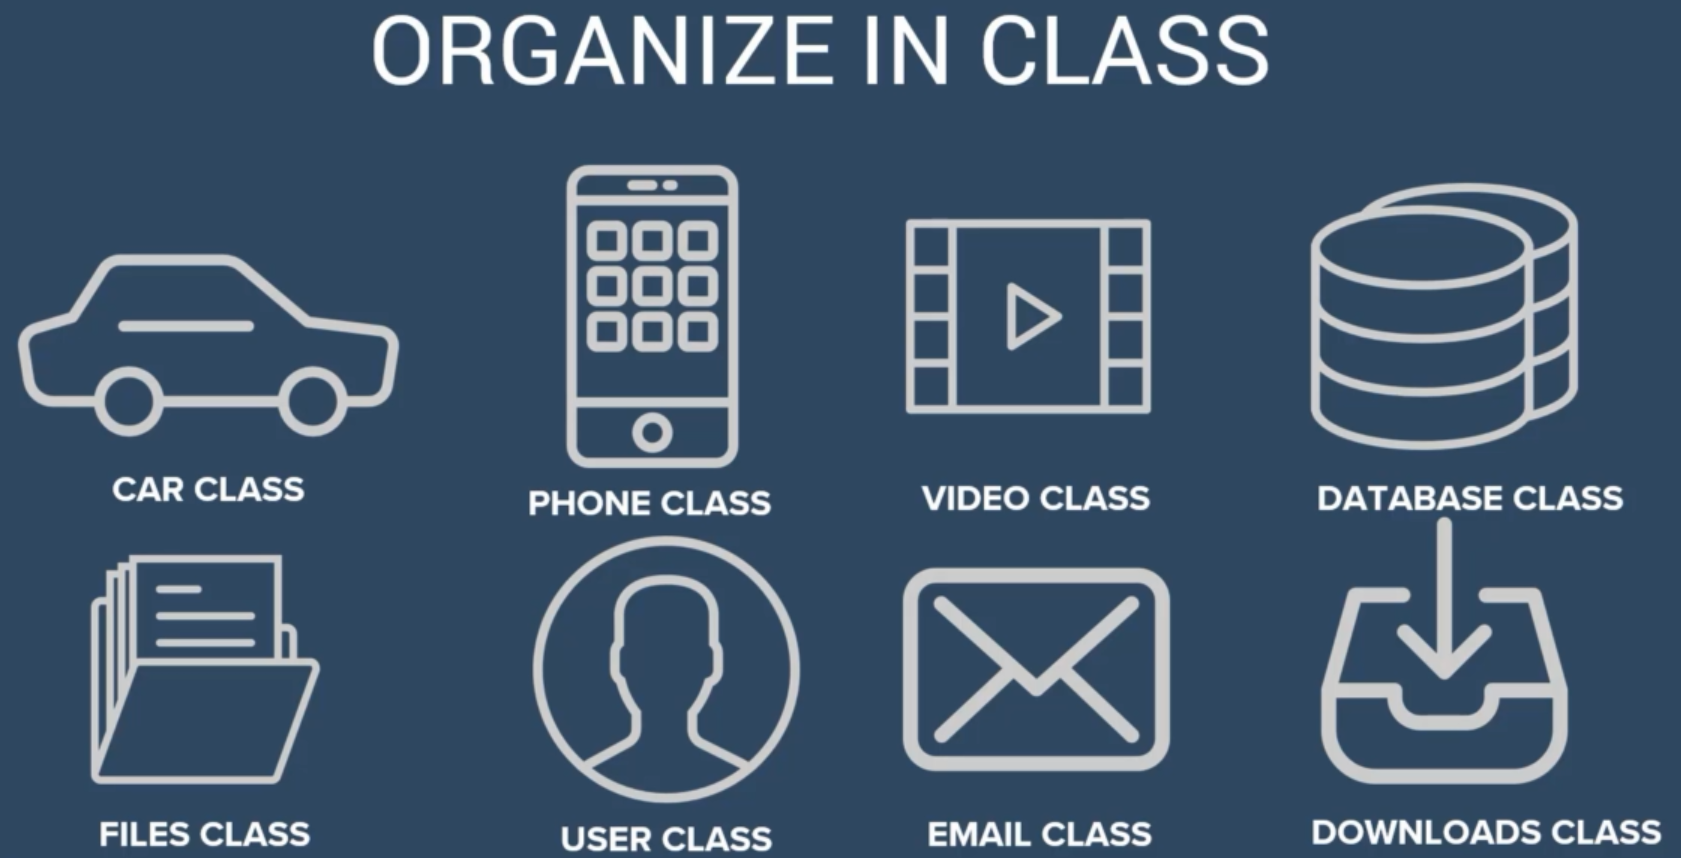 ORGANIZE IN CLASS
CAR CLASS
PHONE CLASS
VIDEO CLASS
DATABASE CLASS
FILES CLASS
USER CLASS
EMAIL CLASS
DOWNLOADS CLASS